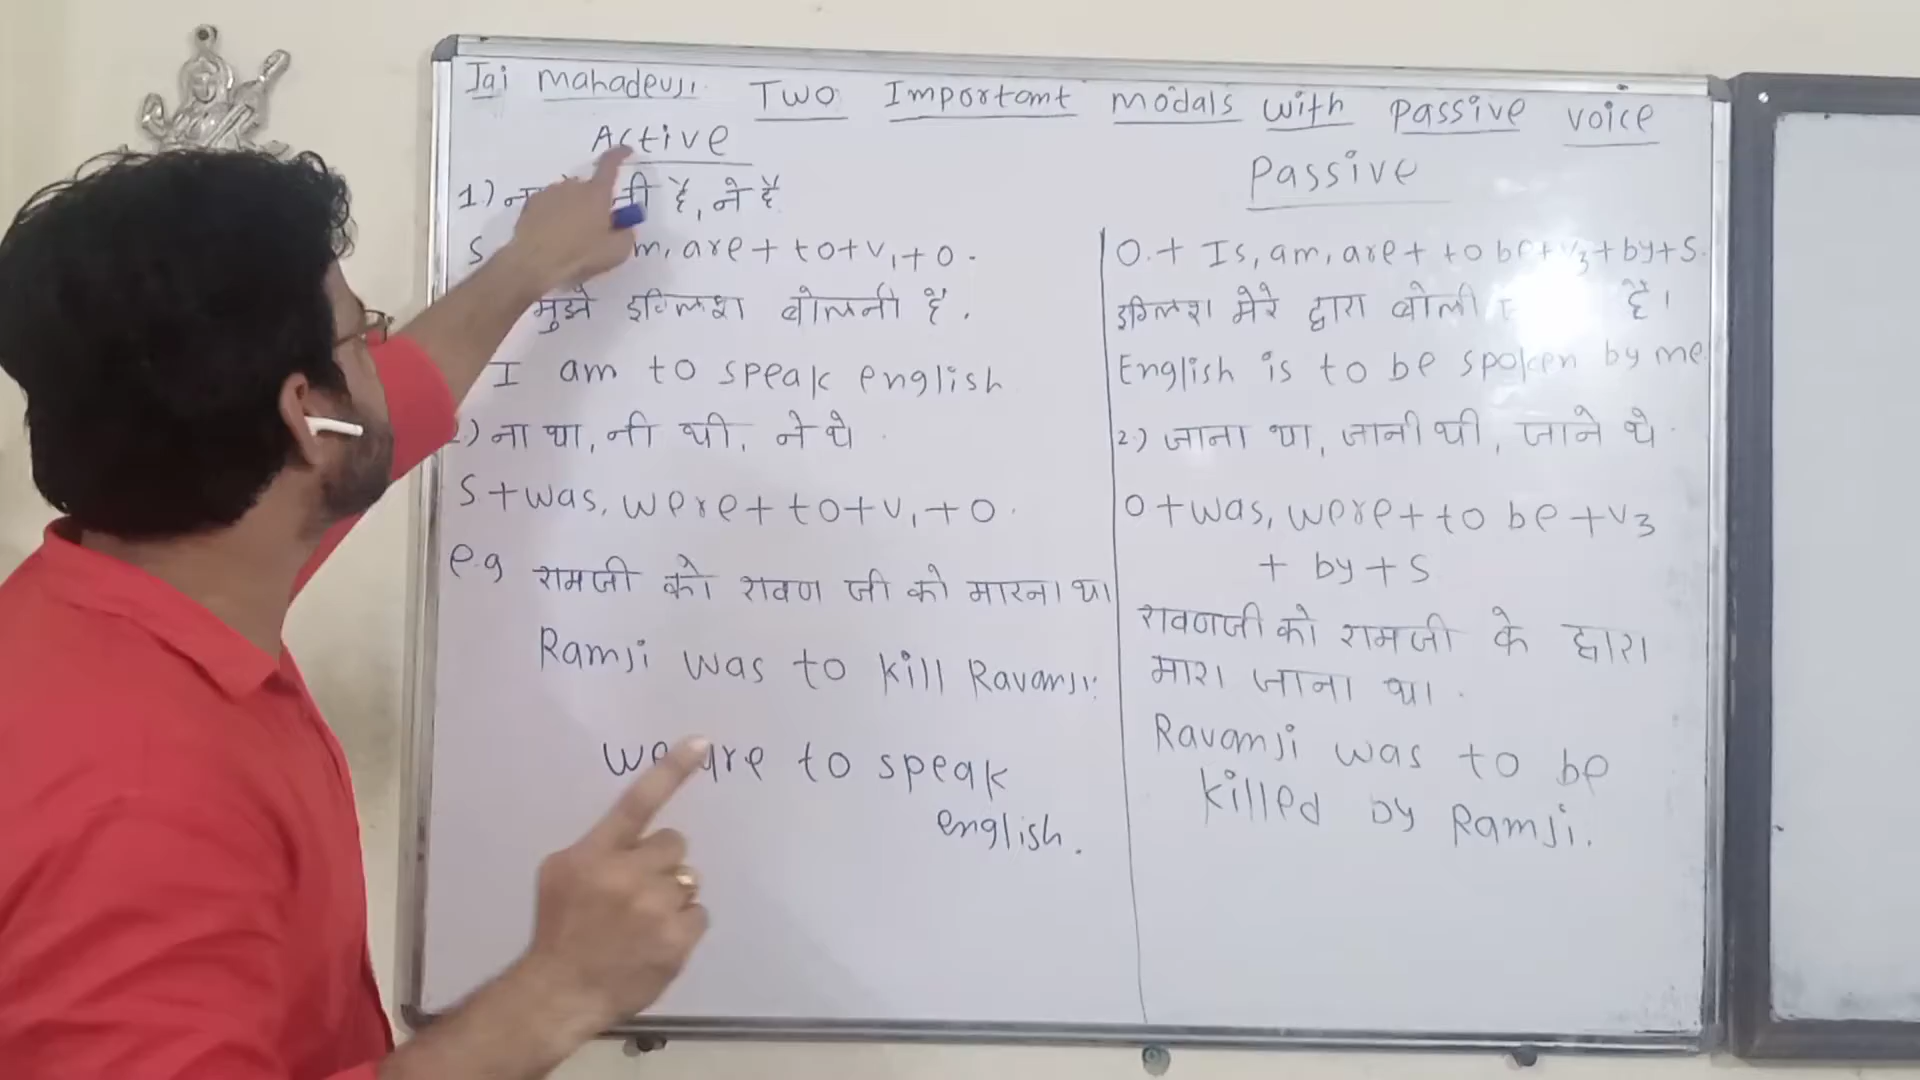 Jai Mahadevji. Two Important modals with Passive voice
Active
1.) नी है, ने हैं
S m, are + to + v1 + o.
मुझे इंग्लिश बोलनी है.
I am to speak english
2.) ना था, नी थी, ने थे
S + was, were + to + v1 + o.
e.g रामजी को रावण जी को मारना था।
Ramji was to kill Ravanji.
We are to speak
english.
Passive
O. + Is, am, are + to be + v3 + by + S.
इंग्लिश मेरे द्वारा बोली है।
English is to be spoken by me
2.) जाना था, जानी थी, जाने थे
O + was, were + to be + v3
+ by + S
रावणजी को रामजी के द्वारा
मारा जाना था.
Ravanji was to be
killed by Ramji.